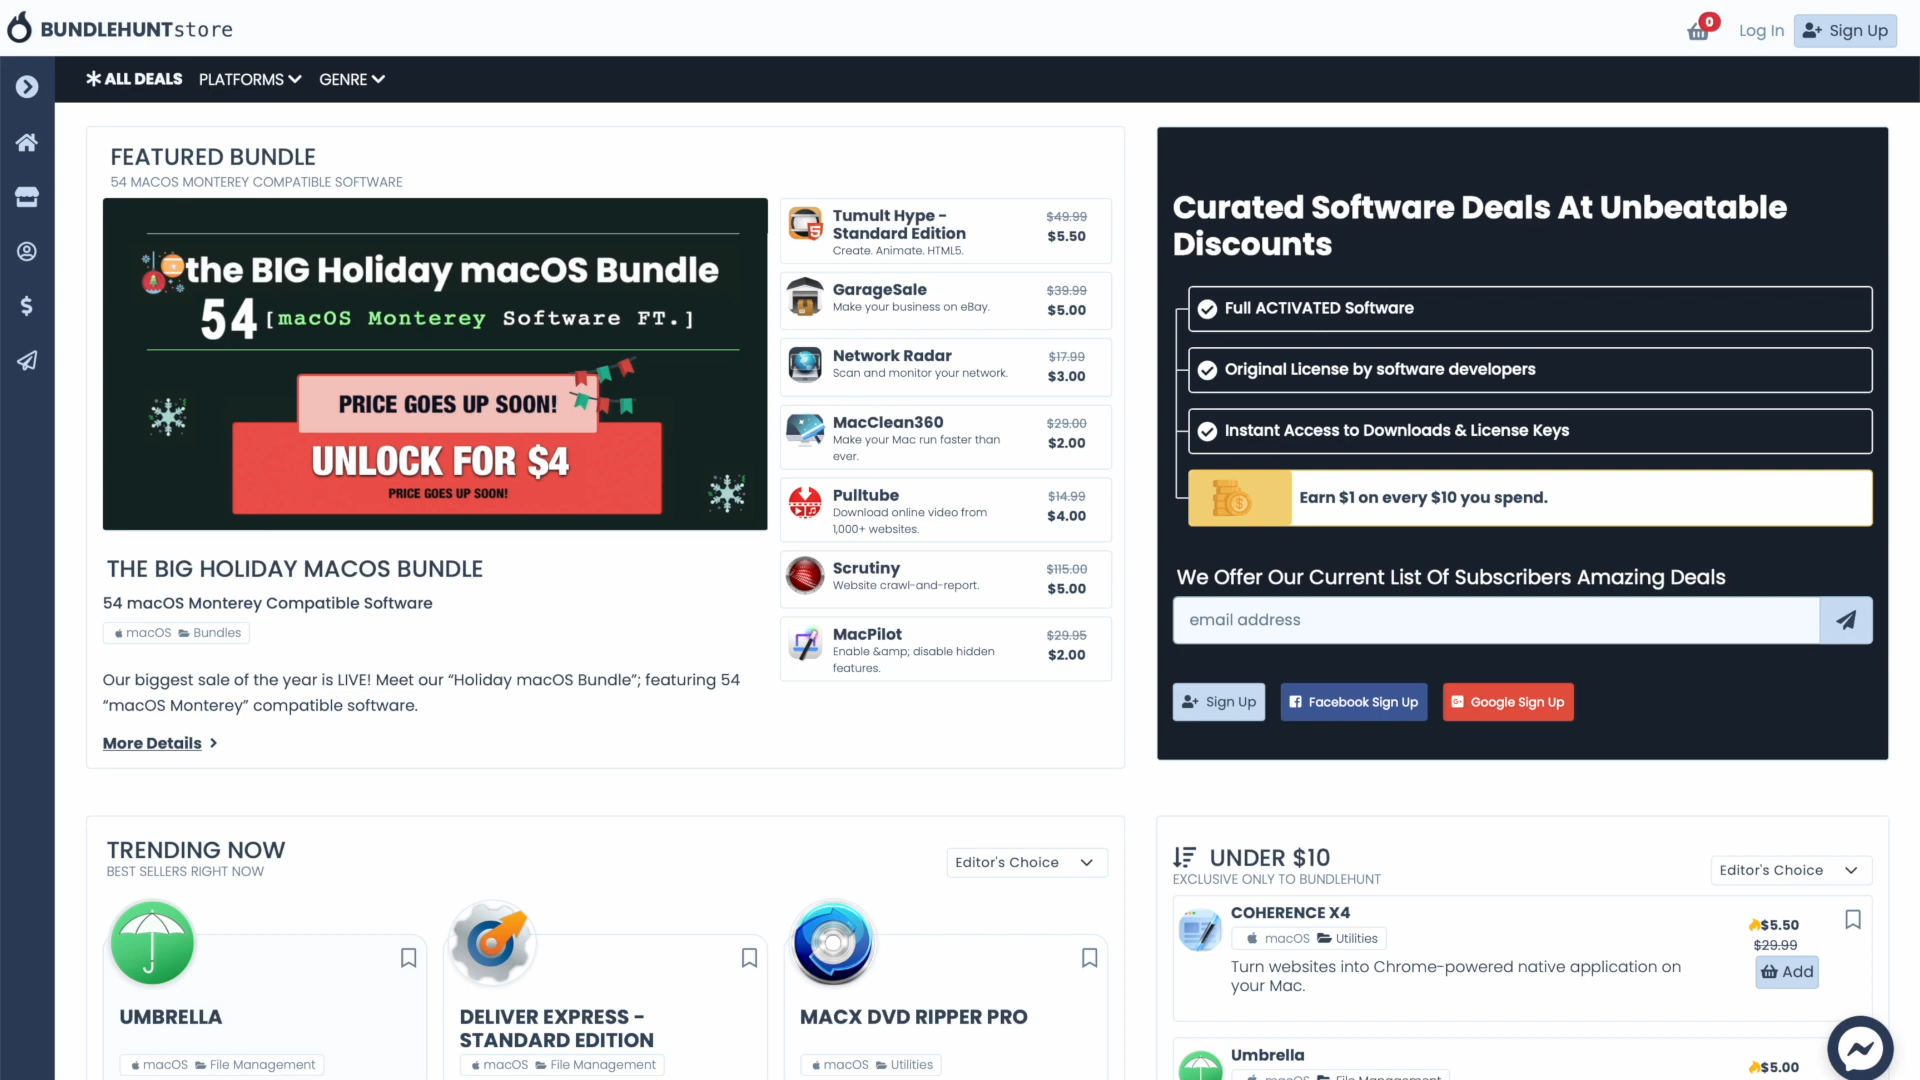 BUNDLEHUNTstore
0
Log In
Sign Up
ALL DEALS
PLATFORMS
GENRE
FEATURED BUNDLE
54 MACOS MONTEREY COMPATIBLE SOFTWARE
the BIG Holiday macOS Bundle
54 [macOS Monterey Software FT.]
PRICE GOES UP SOON!
UNLOCK FOR $4
PRICE GOES UP SOON!
THE BIG HOLIDAY MACOS BUNDLE
54 macOS Monterey Compatible Software
macOS Bundles
Our biggest sale of the year is LIVE! Meet our “Holiday macOS Bundle”; featuring 54
“macOS Monterey” compatible software.
More Details
Tumult Hype -
Standard Edition
Create. Animate. HTML5.
$49.99
$5.50
GarageSale
Make your business on eBay.
$39.99
$5.00
Network Radar
Scan and monitor your network.
$17.99
$3.00
MacClean360
Make your Mac run faster than
ever.
$29.00
$2.00
Pulltube
Download online video from
1,000+ websites.
$14.99
$4.00
Scrutiny
Website crawl-and-report.
$115.00
$5.00
MacPilot
Enable &amp; disable hidden
features.
$29.95
$2.00
Curated Software Deals At Unbeatable
Discounts
Full ACTIVATED Software
Original License by software developers
Instant Access to Downloads & License Keys
Earn $1 on every $10 you spend.
We Offer Our Current List Of Subscribers Amazing Deals
email address
Sign Up
Facebook Sign Up
Google Sign Up
TRENDING NOW
BEST SELLERS RIGHT NOW
Editor's Choice
UMBRELLA
macOS File Management
DELIVER EXPRESS -
STANDARD EDITION
macOS File Management
MACX DVD RIPPER PRO
macOS Utilities
UNDER $10
EXCLUSIVE ONLY TO BUNDLEHUNT
Editor's Choice
COHERENCE X4
macOS Utilities
Turn websites into Chrome-powered native application on
your Mac.
$5.50
$29.99
Add
Umbrella
macOS File Management
$5.00